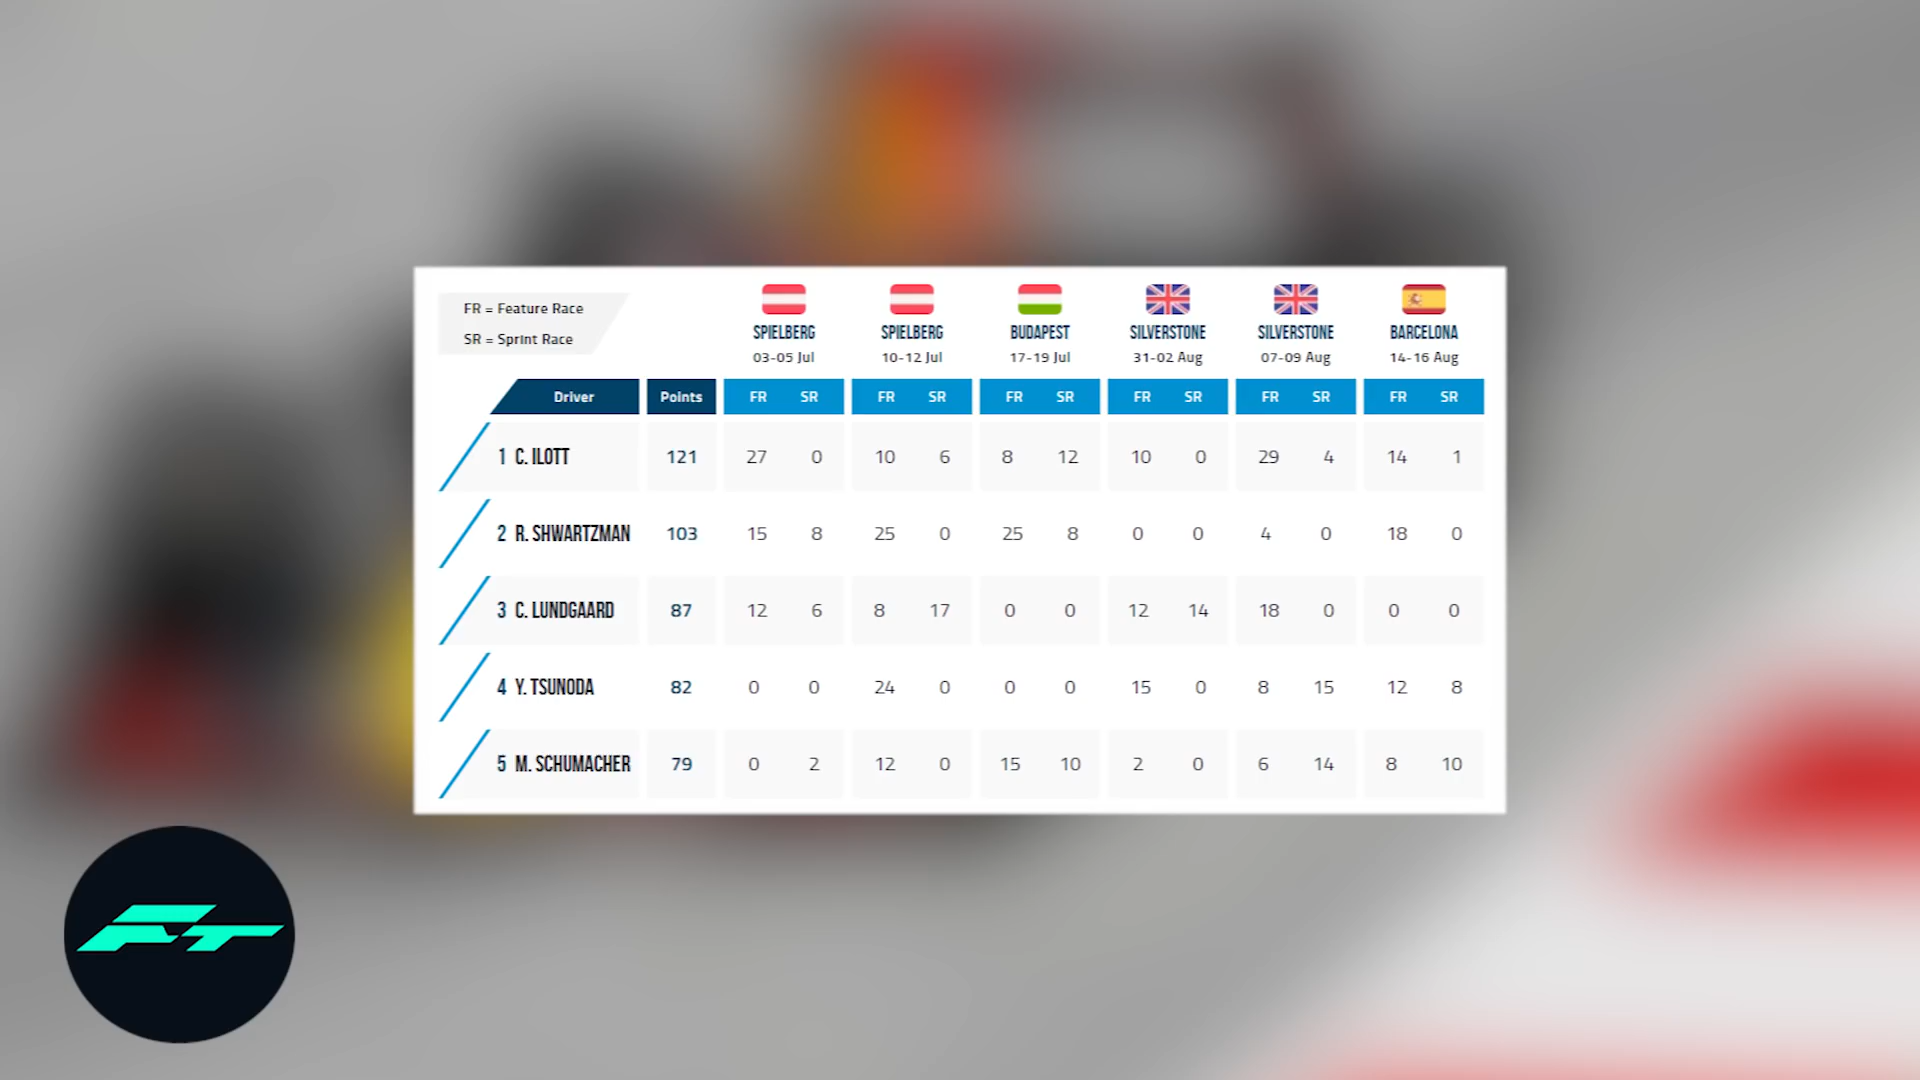 FR = Feature Race
SR = Sprint Race
SPIELBERG SPIELBERG BUDAPEST SILVERSTONE SILVERSTONE BARCELONA
03-05 Jul 10-12 Jul 17-19 Jul 31-02 Aug 07-09 Aug 14-16 Aug
Driver Points FR SR FR SR FR SR FR SR FR SR FR SR
1 C. ILOTT 121 27 0 10 6 8 12 10 0 29 4 14 1
2 R. SHWARTZMAN 103 15 8 25 0 25 8 0 0 4 0 18 0
3 C. LUNDGAARD 87 12 6 8 17 0 0 12 14 18 0 0 0
4 Y. TSUNODA 82 0 0 24 0 0 0 15 0 8 15 12 8
5 M. SCHUMACHER 79 0 2 12 0 15 10 2 0 6 14 8 10
FT